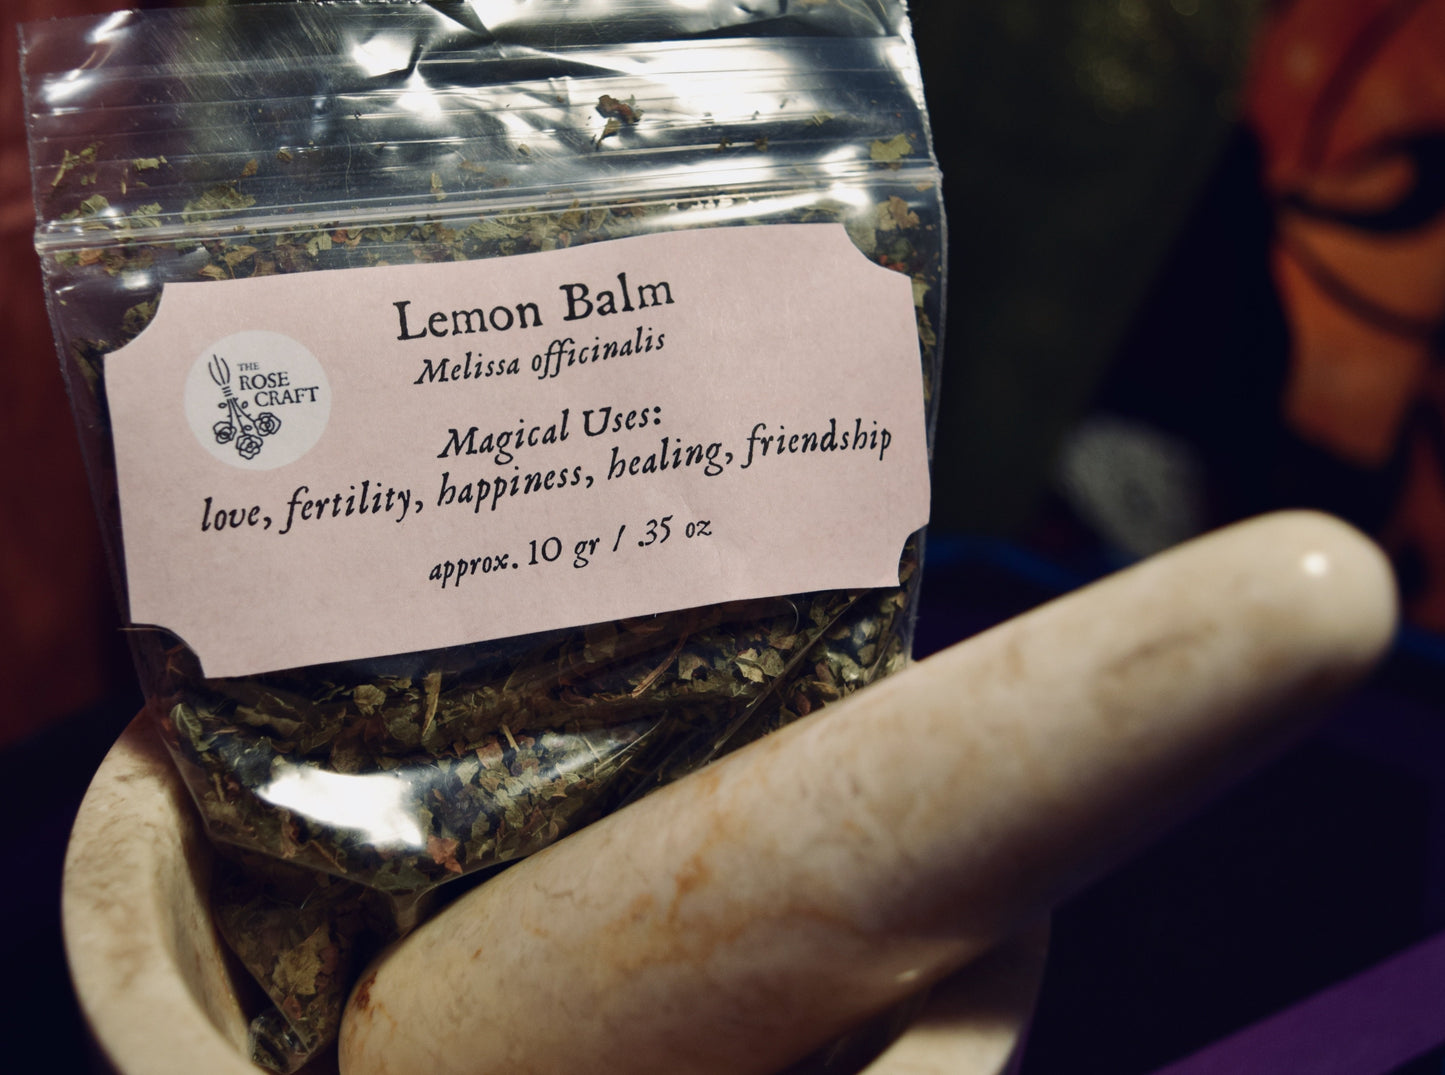 Lemon Balm
Melissa officinalis
THE
ROSE
CRAFT
Magical Uses:
love, fertility, happiness, healing, friendship
approx. 10 gr / .35 oz